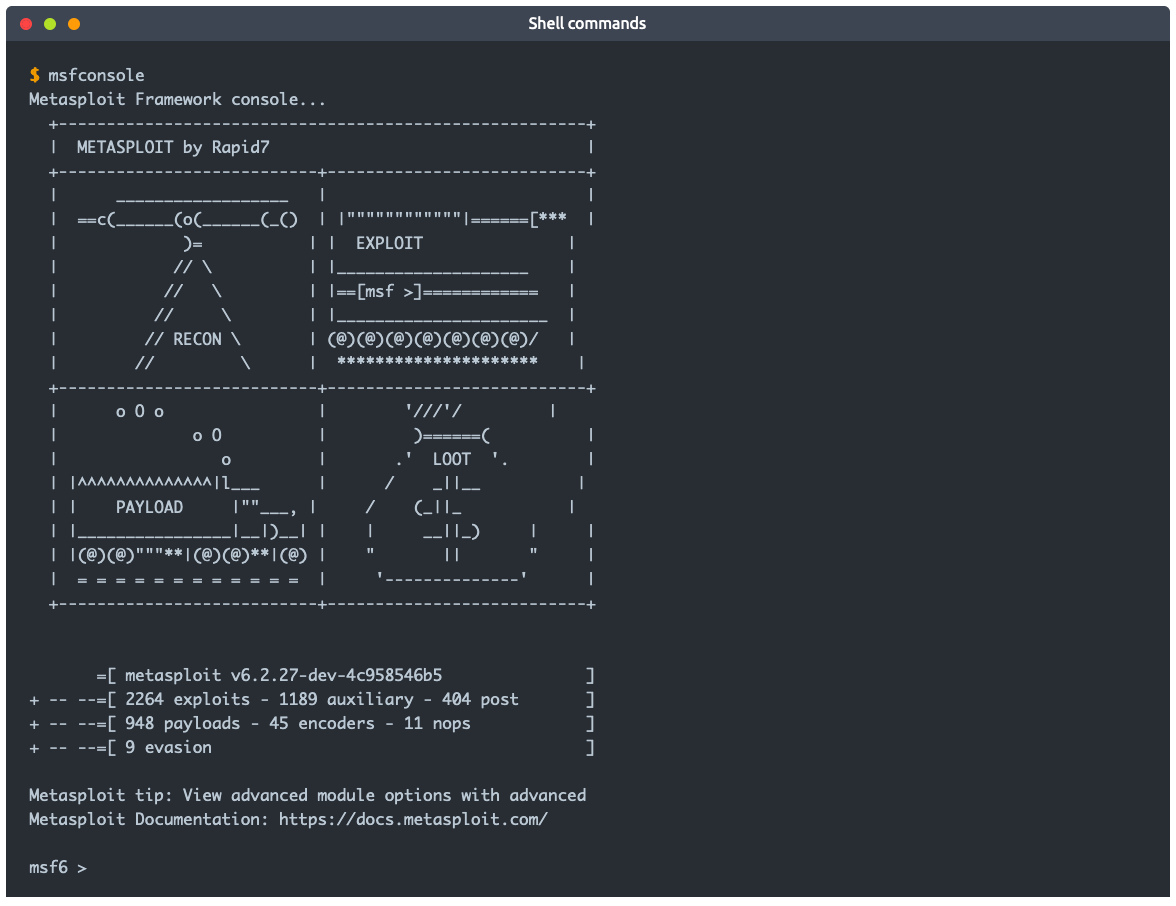 Shell commands
$ msfconsole
Metasploit Framework console...
  +-------------------------------------------------------+
  |  METASPLOIT by Rapid7                                 |
  +---------------------------+---------------------------+
  |      __________________   |                           |
  |  ==c(______(o(______(_()  | |""""""""""""|======[***  |
  |             )=           | |  EXPLOIT               |
  |            // \          | |____________________    |
  |           //   \         | |==[msf >]============   |
  |          //     \        | |______________________  |
  |         // RECON \       | (@)(@)(@)(@)(@)(@)(@)/   |
  |        //         \      |  *********************    |
  +---------------------------+---------------------------+
  |      o O o                |        '///'/         |
  |              o O          |         )======(          |
  |                 o         |       .'  LOOT  '.        |
  | |^^^^^^^^^^^^^^|l___      |      /    _||__          |
  | |    PAYLOAD     |""___, |     /    (_||_           |
  | |________________|__|)__| |    |     __||_)     |     |
  | |(@)(@)"""**|(@)(@)**|(@) |    "       ||       "     |
  |  = = = = = = = = = = = =  |     '--------------'      |
  +---------------------------+---------------------------+
       =[ metasploit v6.2.27-dev-4c958546b5               ]
+ -- --=[ 2264 exploits - 1189 auxiliary - 404 post       ]
+ -- --=[ 948 payloads - 45 encoders - 11 nops            ]
+ -- --=[ 9 evasion                                       ]
Metasploit tip: View advanced module options with advanced
Metasploit Documentation: https://docs.metasploit.com/
msf6 >